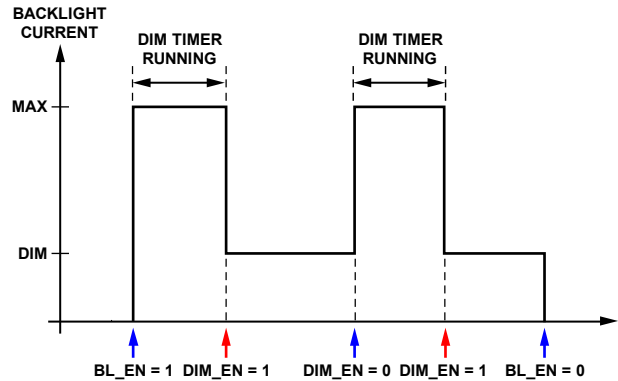 BACKLIGHT
CURRENT
DIM TIMER
RUNNING
DIM TIMER
RUNNING
MAX
DIM
BL_EN = 1 DIM_EN = 1 DIM_EN = 0 DIM_EN = 1 BL_EN = 0